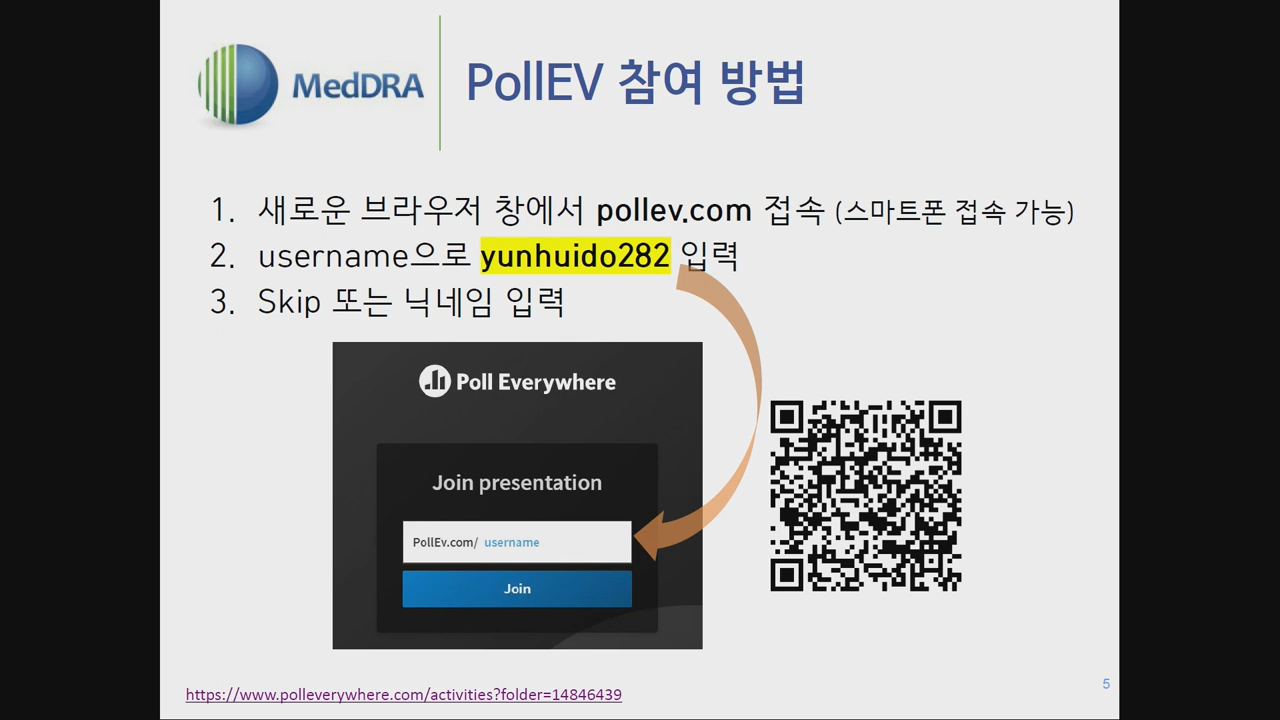 MedDRA
PollEV 참여 방법
1. 새로운 브라우저 창에서 pollev.com 접속 (스마트폰 접속 가능)
2. username으로 yunhuido282 입력
3. Skip 또는 닉네임 입력
Poll Everywhere
Join presentation
PollEv.com/ username
Join
https://www.polleverywhere.com/activities?folder=14846439
5